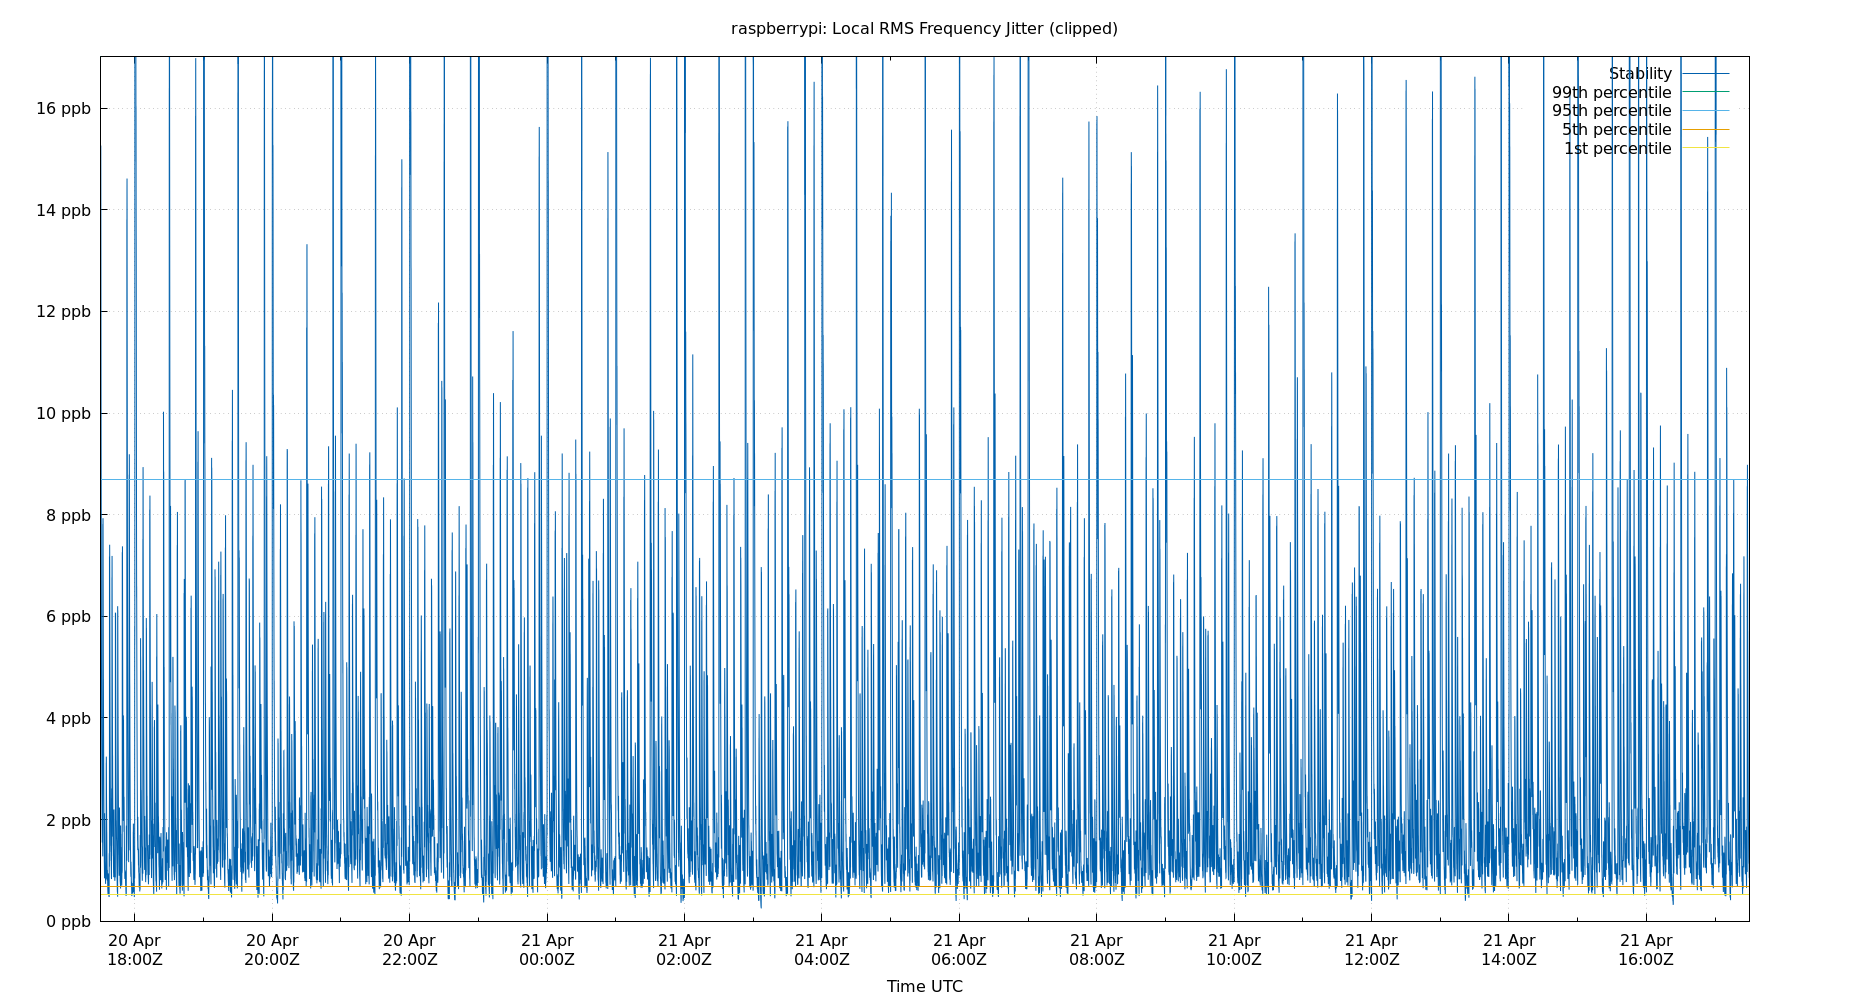 raspberrypi: Local RMS Frequency Jitter (clipped)
Stability
99th percentile
95th percentile
5th percentile
1st percentile
16 ppb
14 ppb
12 ppb
10 ppb
8 ppb
6 ppb
4 ppb
2 ppb
0 ppb
20 Apr 20 Apr 20 Apr 21 Apr 21 Apr 21 Apr 21 Apr 21 Apr 21 Apr 21 Apr 21 Apr 21 Apr
18:00Z 20:00Z 22:00Z 00:00Z 02:00Z 04:00Z 06:00Z 08:00Z 10:00Z 12:00Z 14:00Z 16:00Z
Time UTC